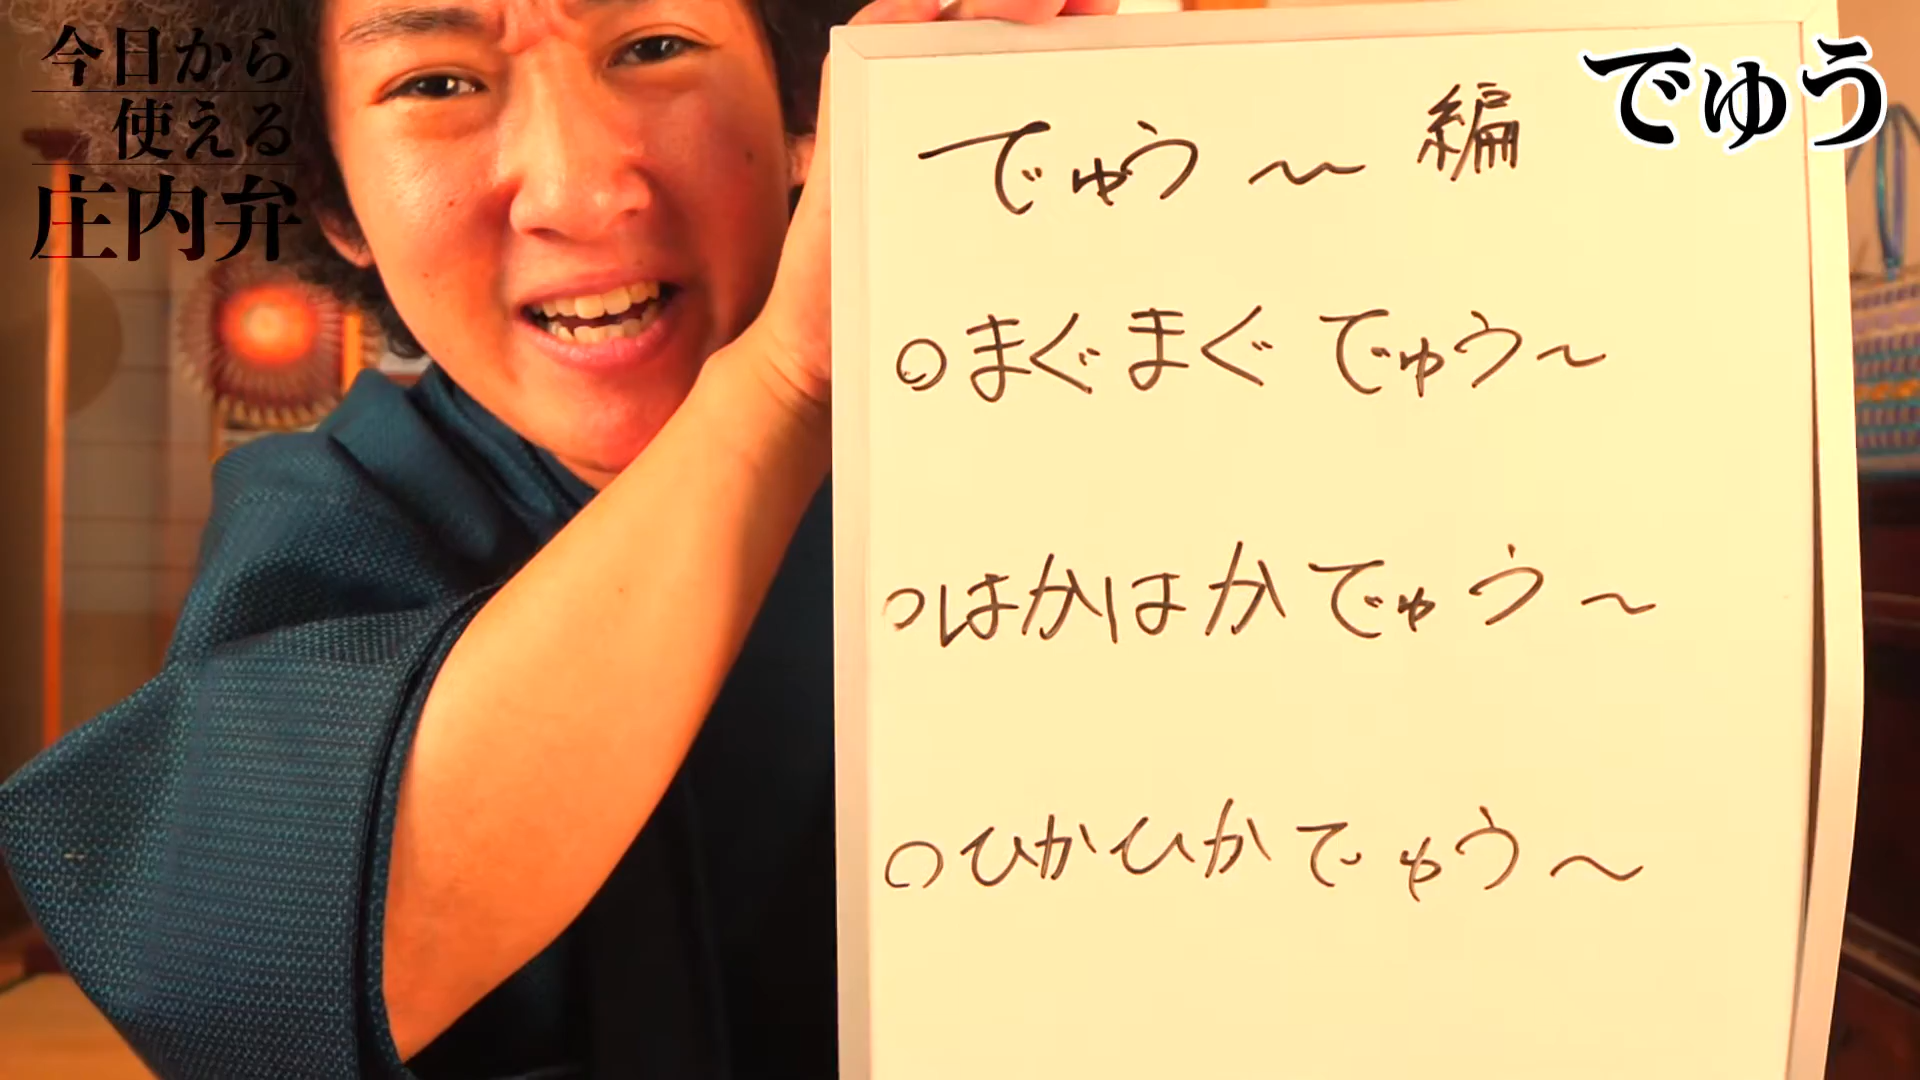 今日から
使える
庄内弁
でゅう
でゅう〜編
○まぐまぐでゅう〜
○はかはかでゅう〜
○ひかひかでゅう〜